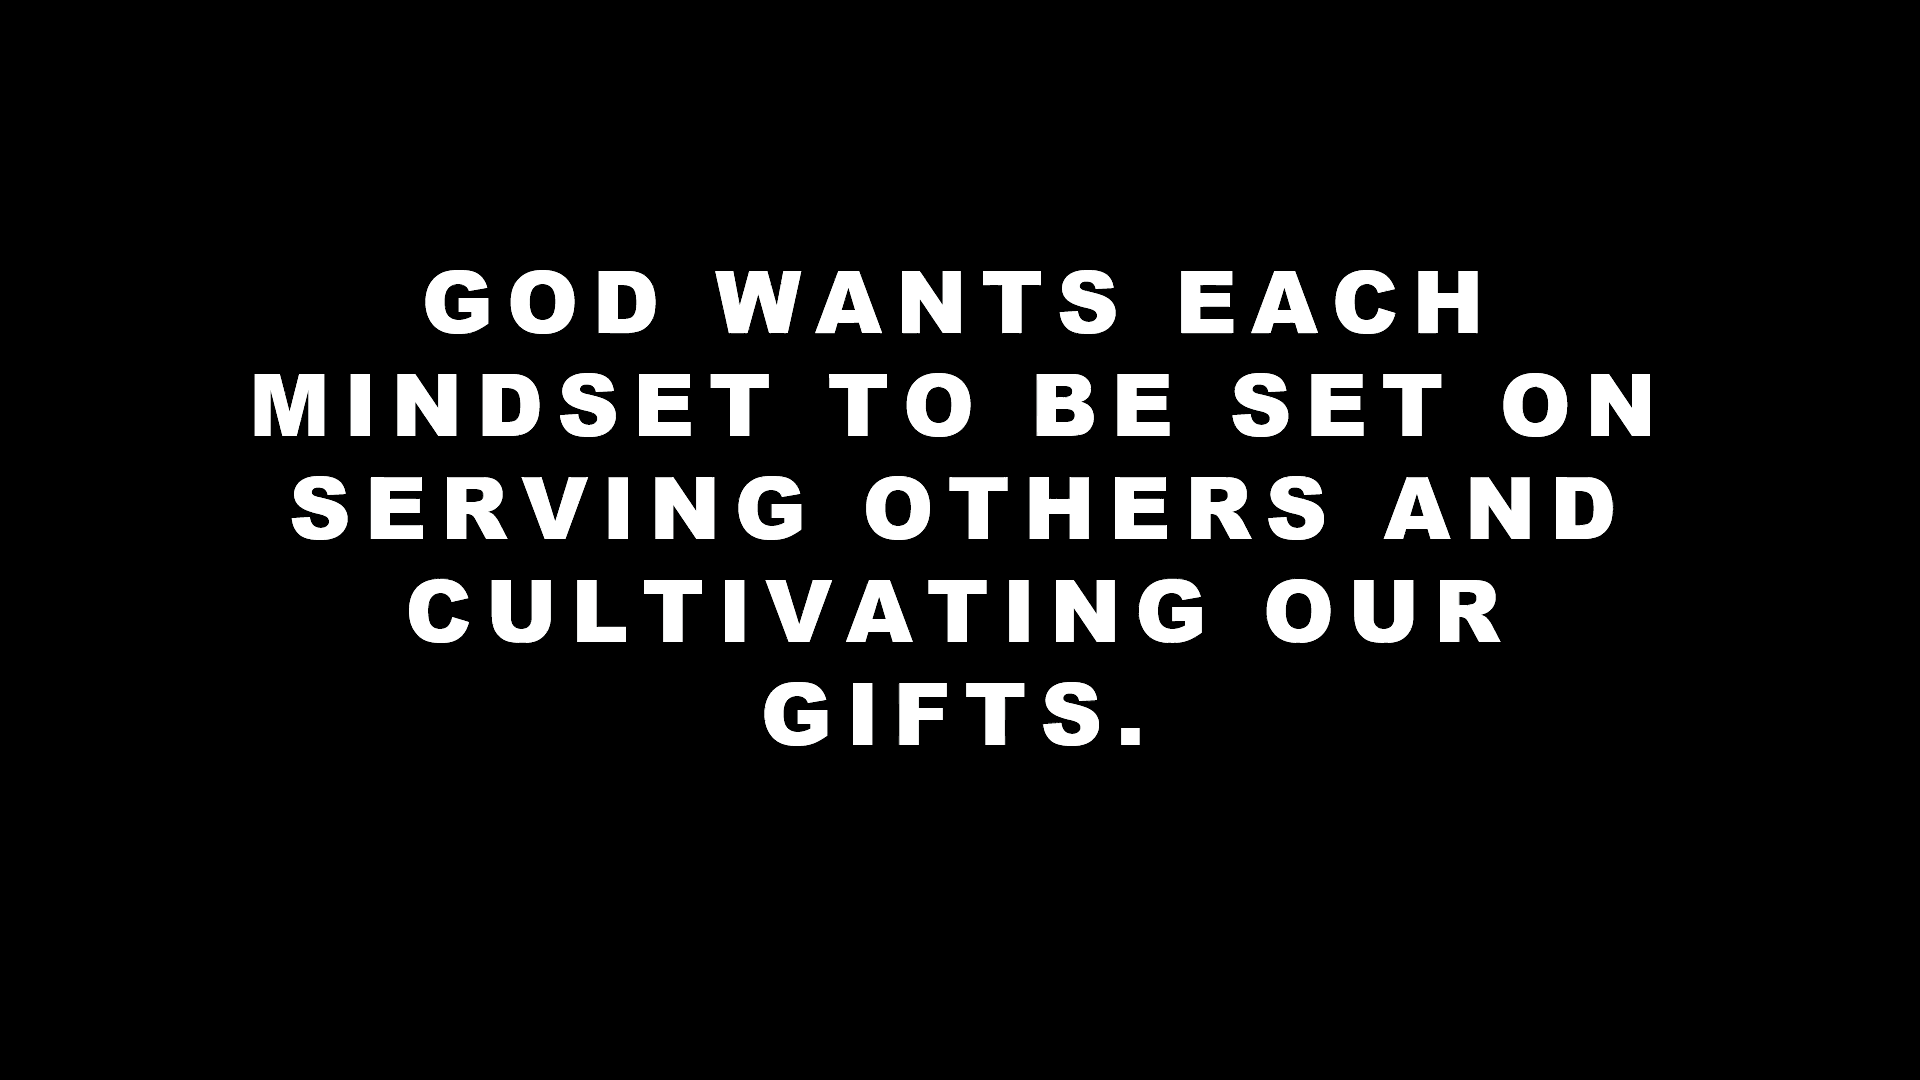 GOD WANTS EACH
MINDSET TO BE SET ON
SERVING OTHERS AND
CULTIVATING OUR
GIFTS.